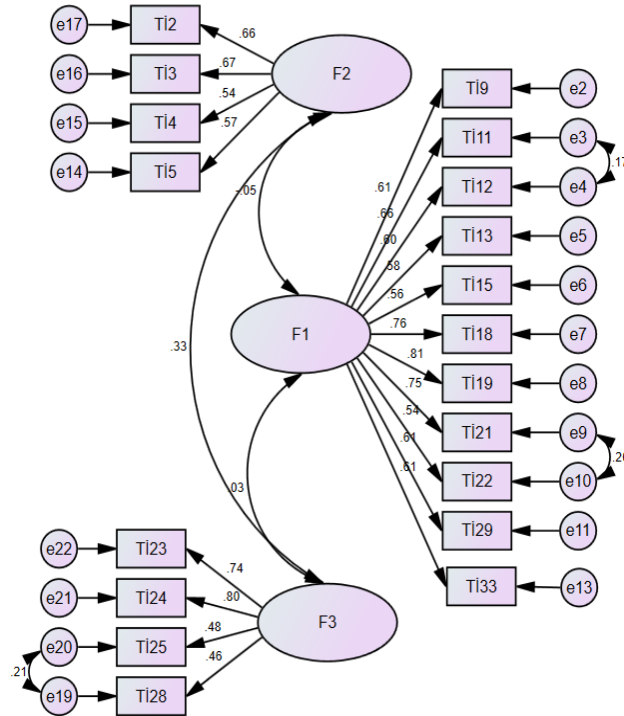 e17 Tİ2 .66
e16 Tİ3 .67 F2
e15 Tİ4 .54
e14 Tİ5 .57
-.05
.33
F1
.03
.61 Tİ9 e2
.66 Tİ11 e3
.17
.60 Tİ12 e4
.58 Tİ13 e5
.56 Tİ15 e6
.76 Tİ18 e7
.81 Tİ19 e8
.75 Tİ21 e9
.20
.54 Tİ22 e10
.61 Tİ29 e11
.61 Tİ33 e13
e22 Tİ23 .74
e21 Tİ24 .80 F3
e20 Tİ25 .48
.21
e19 Tİ28 .46